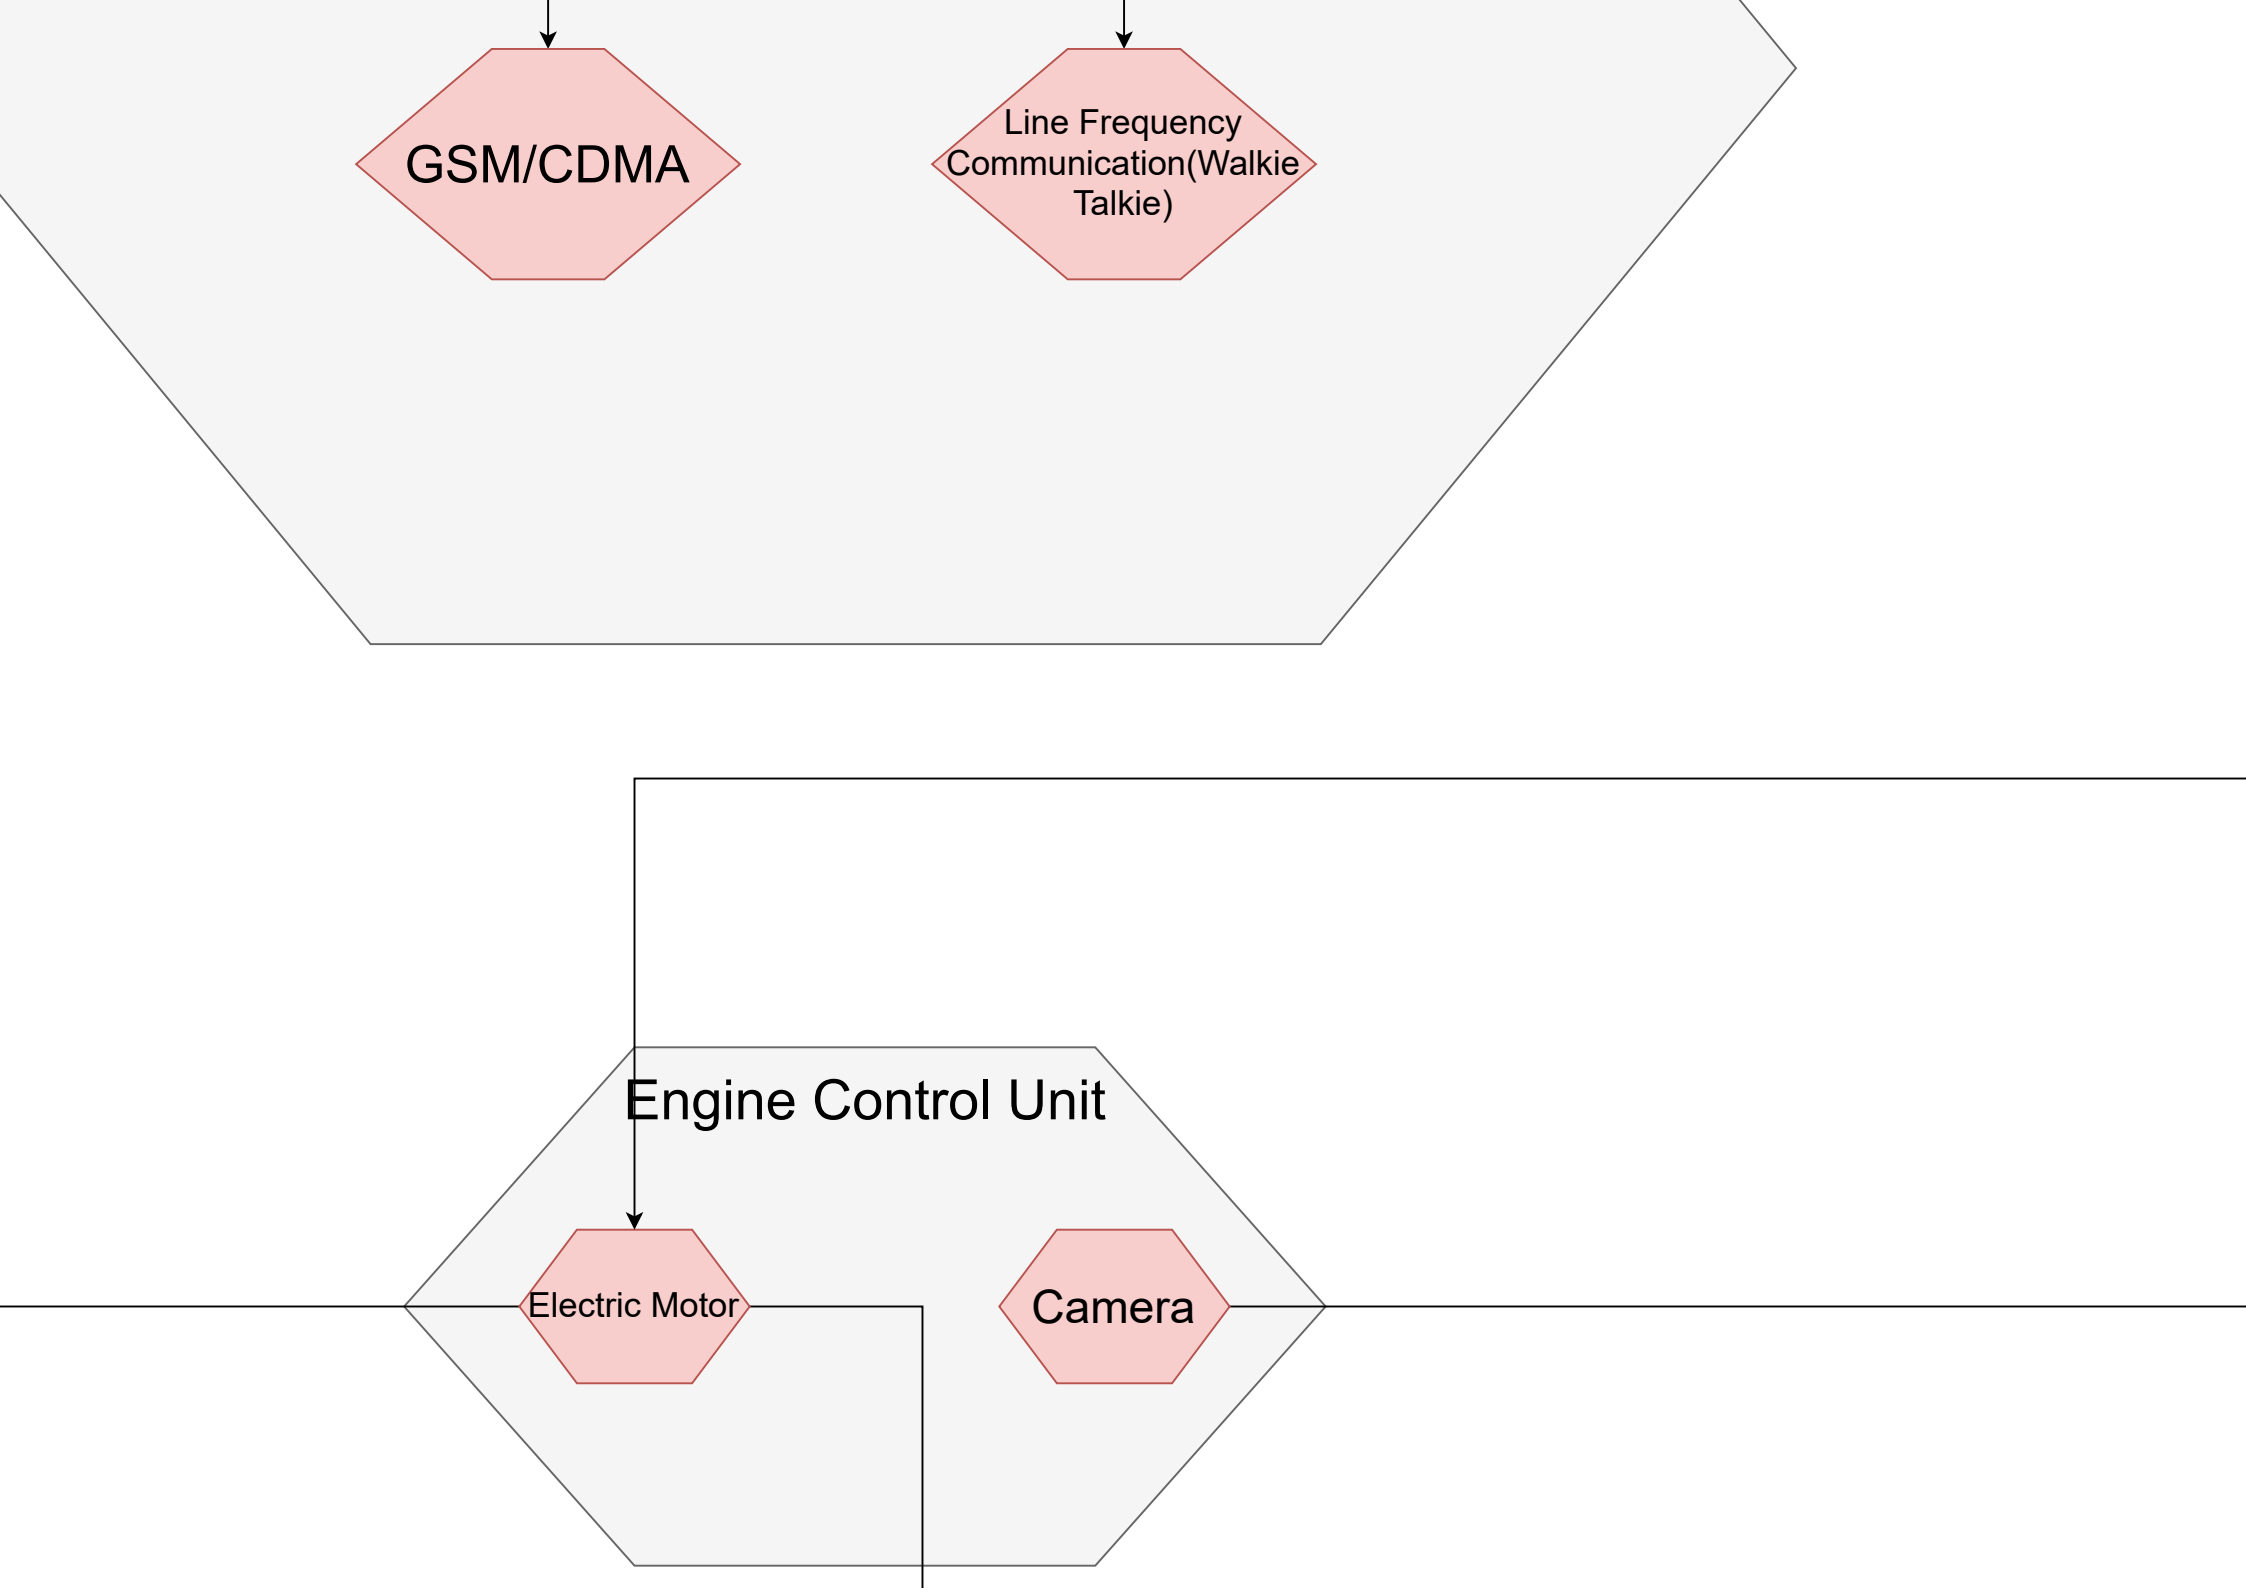 GSM/CDMA
Line Frequency
Communication(Walkie
Talkie)
Engine Control Unit
Electric Motor
Camera